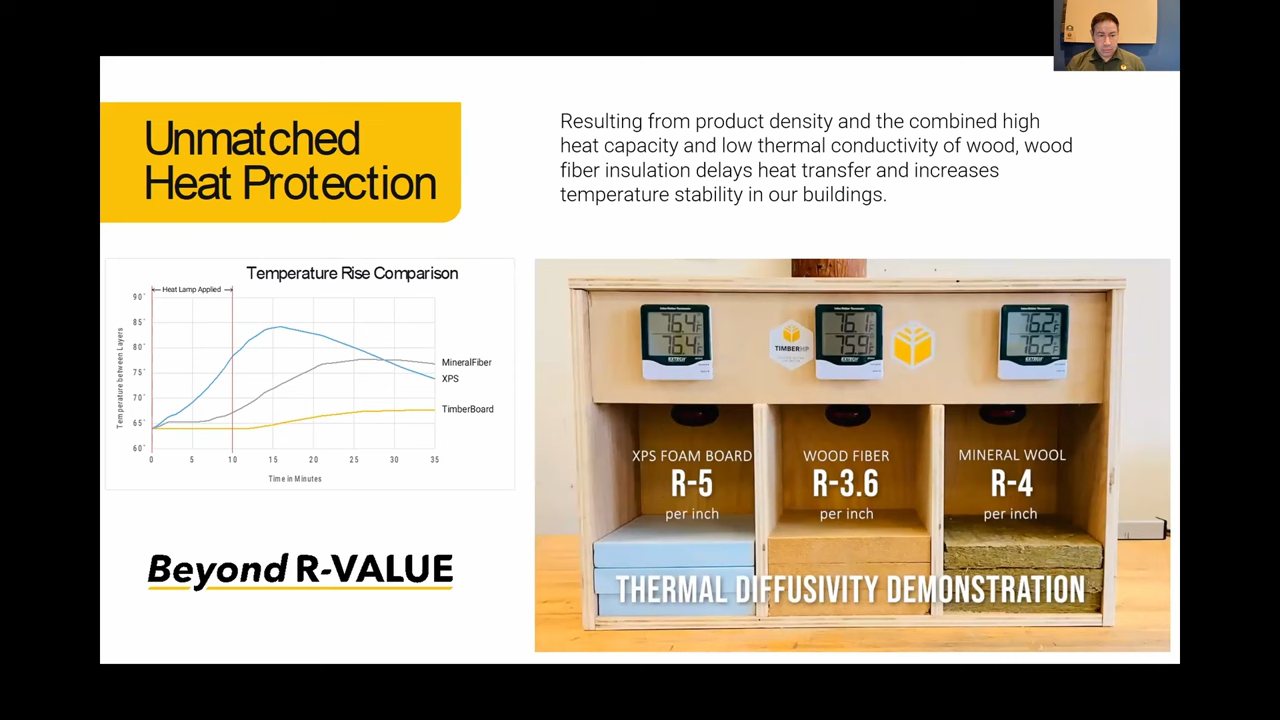 Unmatched
Heat Protection
Resulting from product density and the combined high
heat capacity and low thermal conductivity of wood, wood
fiber insulation delays heat transfer and increases
temperature stability in our buildings.
Temperature Rise Comparison
Heat Lamp Applied
90°
85°
80°
75°
70°
65°
60°
Temperature between Layers
0 5 10 15 20 25 30 35
Time in Minutes
MineralFiber
XPS
TimberBoard
Beyond R-VALUE
76.4°F
76.4°F
EXTECH
TIMBERHP
76.1°F
75.9°F
EXTECH
76.2°F
76.2°F
EXTECH
XPS FOAM BOARD
R-5
per inch
WOOD FIBER
R-3.6
per inch
MINERAL WOOL
R-4
per inch
THERMAL DIFFUSIVITY DEMONSTRATION